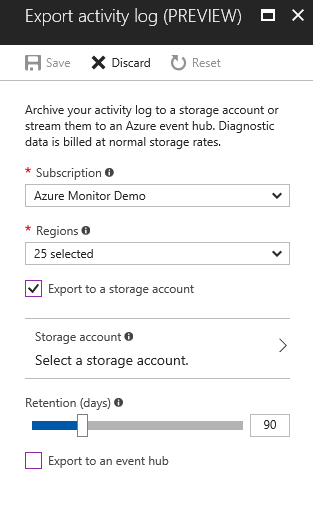 Export activity log (PREVIEW)
Save Discard Reset
Archive your activity log to a storage account or
stream them to an Azure event hub. Diagnostic
data is billed at normal storage rates.
* Subscription
Azure Monitor Demo
* Regions
25 selected
Export to a storage account
Storage account
Select a storage account.
Retention (days)
90
Export to an event hub